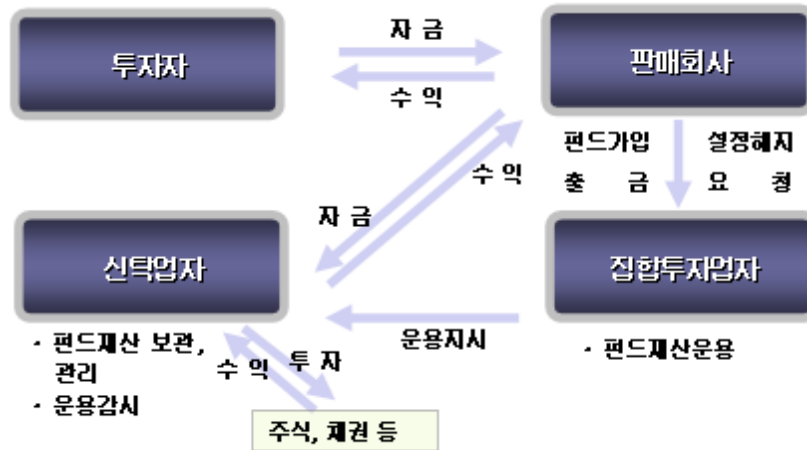 자 금
투자자
판매회사
수 익
펀드가입 설정해지
출 금 요 청
수 익
자 금
신탁업자
집합투자업자
운용지시
· 펀드재산 보관,
관리
· 운용감시
수 익
투 자
· 펀드재산운용
주식, 채권 등